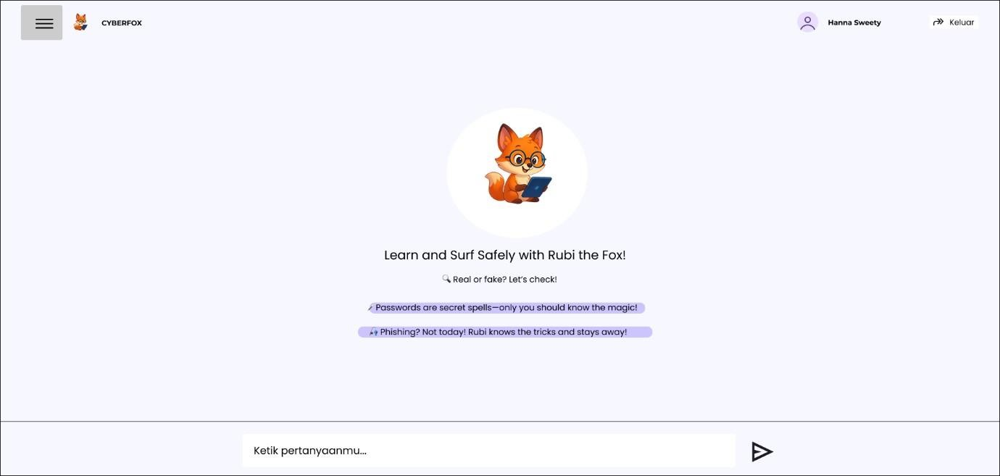 CYBERFOX
Hanna Sweety
Keluar
Learn and Surf Safely with Rubi the Fox!
🔍 Real or fake? Let's check!
Passwords are secret spells—only you should know the magic!
🎣 Phishing? Not today! Rubi knows the tricks and stays away!
Ketik pertanyaanmu...